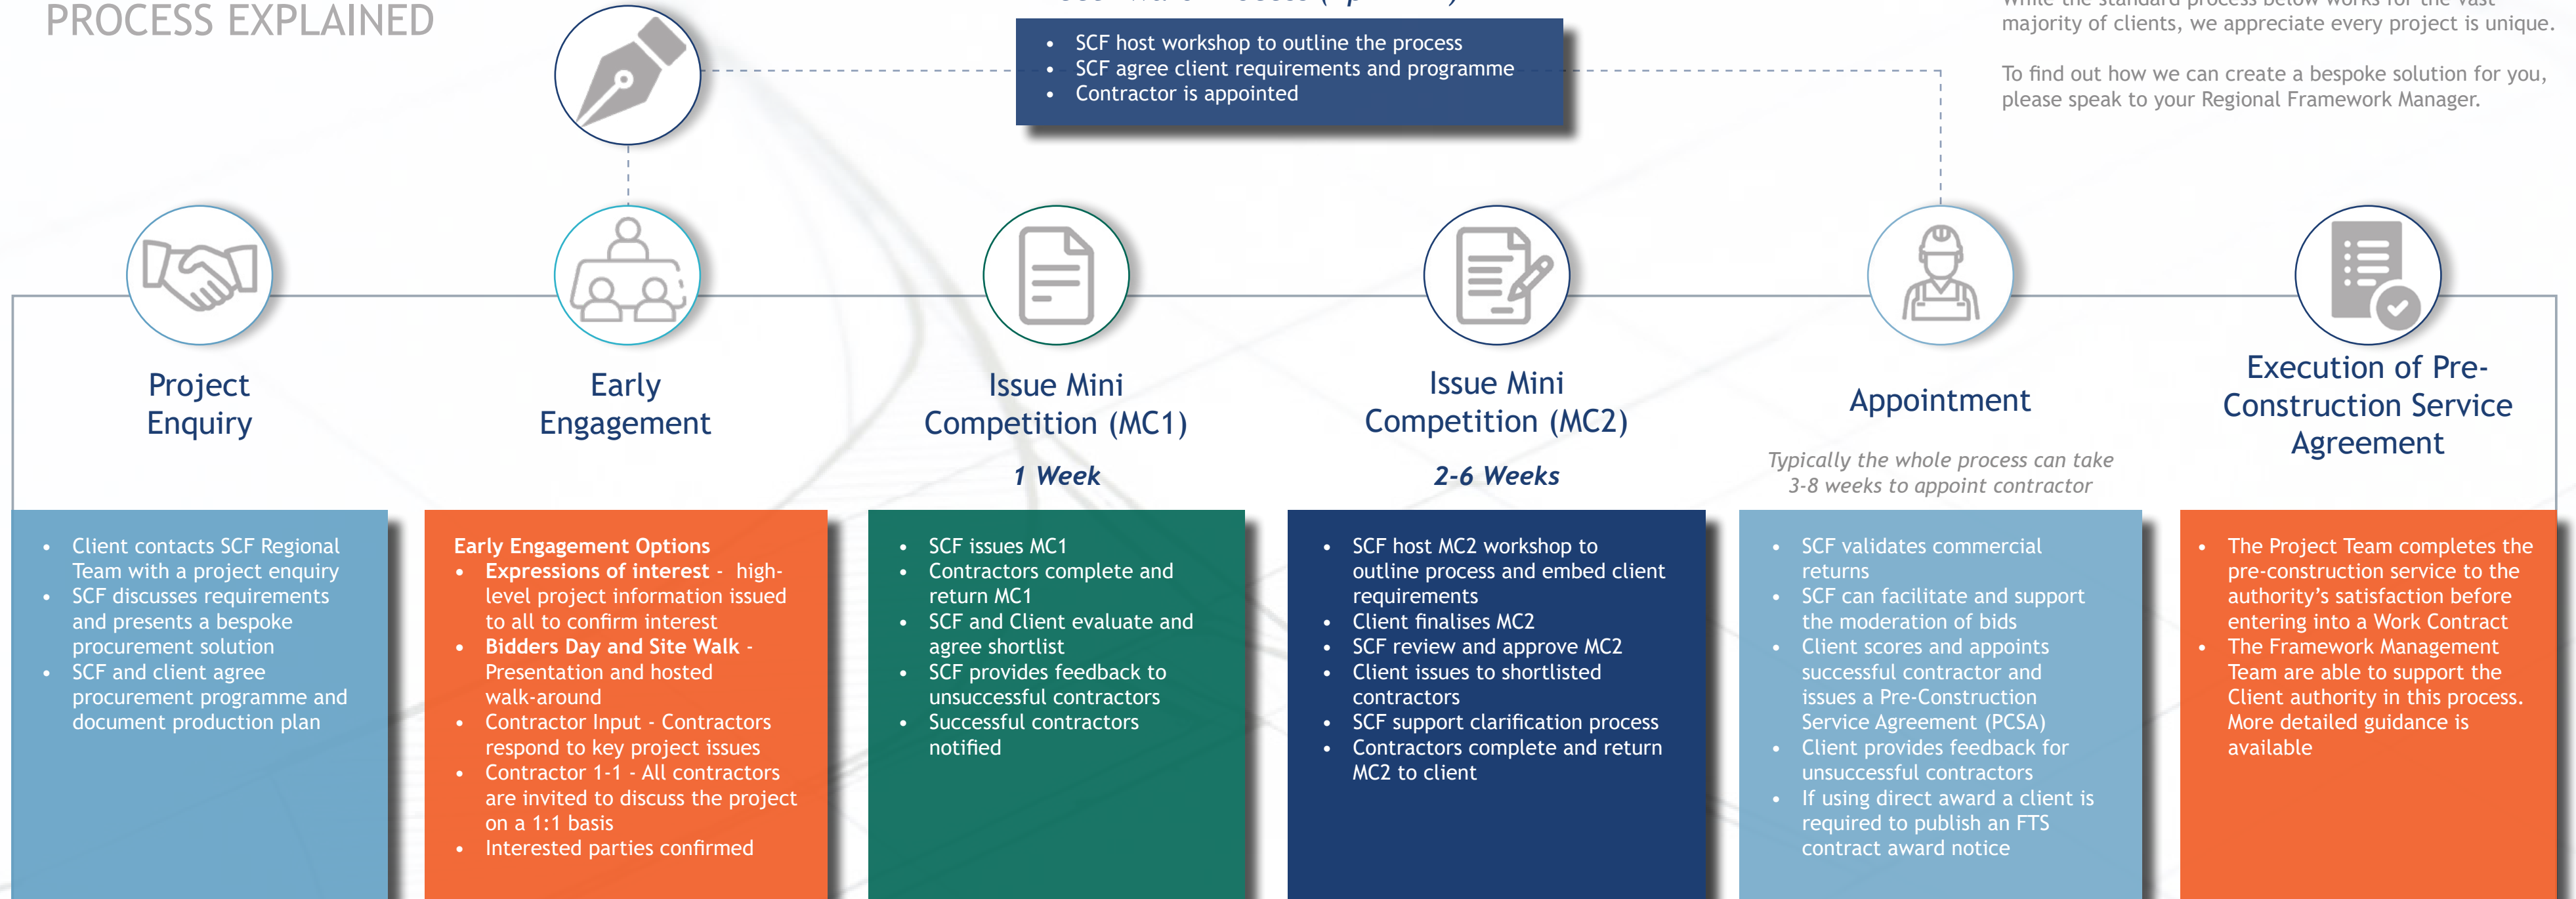 PROCESS EXPLAINED
• SCF host workshop to outline the process
• SCF agree client requirements and programme
• Contractor is appointed
While the standard process below works for the vast
majority of clients, we appreciate every project is unique.
To find out how we can create a bespoke solution for you,
please speak to your Regional Framework Manager.
Project
Enquiry
• Client contacts SCF Regional
Team with a project enquiry
• SCF discusses requirements
and presents a bespoke
procurement solution
• SCF and client agree
procurement programme and
document production plan
Early
Engagement
Early Engagement Options
• Expressions of interest - high-
level project information issued
to all to confirm interest
• Bidders Day and Site Walk -
Presentation and hosted
walk-around
• Contractor Input - Contractors
respond to key project issues
• Contractor 1-1 - All contractors
are invited to discuss the project
on a 1:1 basis
• Interested parties confirmed
Issue Mini
Competition (MC1)
1 Week
• SCF issues MC1
• Contractors complete and
return MC1
• SCF and Client evaluate and
agree shortlist
• SCF provides feedback to
unsuccessful contractors
• Successful contractors
notified
Issue Mini
Competition (MC2)
2-6 Weeks
• SCF host MC2 workshop to
outline process and embed client
requirements
• Client finalises MC2
• SCF review and approve MC2
• Client issues to shortlisted
contractors
• SCF support clarification process
• Contractors complete and return
MC2 to client
Appointment
Typically the whole process can take
3-8 weeks to appoint contractor
• SCF validates commercial
returns
• SCF can facilitate and support
the moderation of bids
• Client scores and appoints
successful contractor and
issues a Pre-Construction
Service Agreement (PCSA)
• Client provides feedback for
unsuccessful contractors
• If using direct award a client is
required to publish an FTS
contract award notice
Execution of Pre-
Construction Service
Agreement
• The Project Team completes the
pre-construction service to the
authority’s satisfaction before
entering into a Work Contract
• The Framework Management
Team are able to support the
Client authority in this process.
More detailed guidance is
available